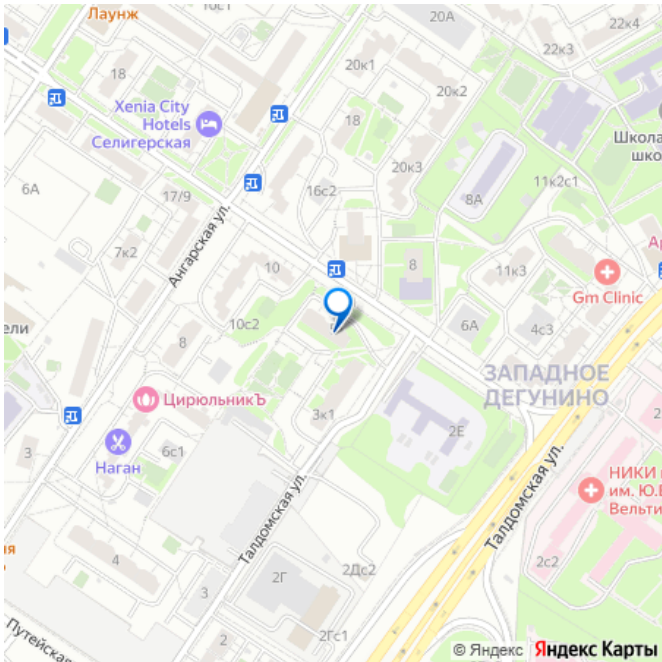 10с1
Лаунж
20А
22к3
22к4
20к1
18
20к2
Xenia City
Hotels
Селигерская
18
Школа
шко
20к3
11к2с1
16с2
6А
17/9
8А
Ангарская ул.
7к2
10
8
11к3
Gm Clinic
10с2
6А
4с3
ели
8
ЗАПАДНОЕ
ДЕГУНИНО
ЦирюльникЪ
3к1
2Е
3
6с1
Наган
НИКИ
им. Ю.Е
Вельти
Талдомская ул.
Талдомская ул.
4
2Дс2
2с2
2Г
3
2
2Гс1
Путейская
© Яндекс
Яндекс Карты